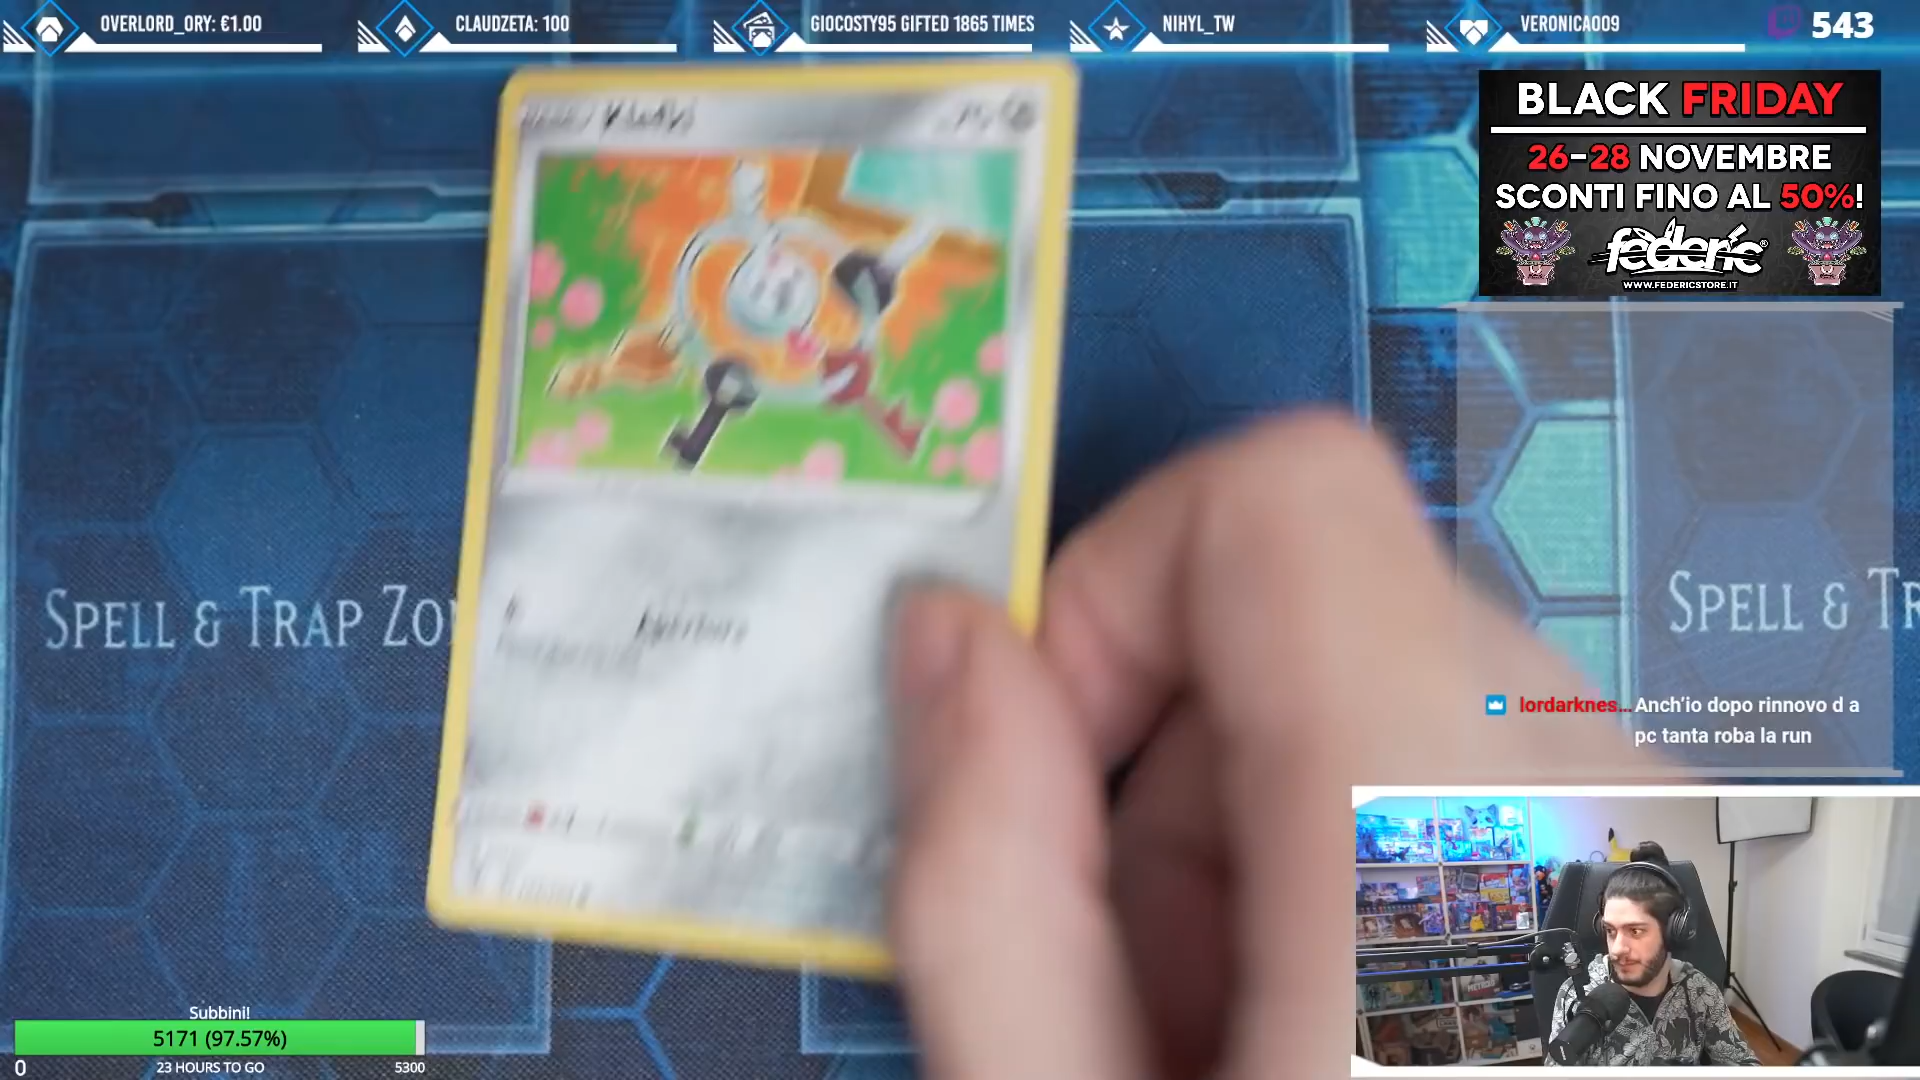 OVERLORD_ORY: €1.00
CLAUDZETA: 100
GIOCOSTY95 GIFTED 1865 TIMES
NIHYL_TW
VERONICA009
543
BLACK FRIDAY
26-28 NOVEMBRE
SCONTI FINO AL 50%!
federic®
WWW.FEDERICSTORE.IT
Klefki
SPELL & TRAP ZO
SPELL & TR
lordarknes... Anch'io dopo rinnovo d a
pc tanta roba la run
Subbini!
5171 (97.57%)
0 23 HOURS TO GO 5300